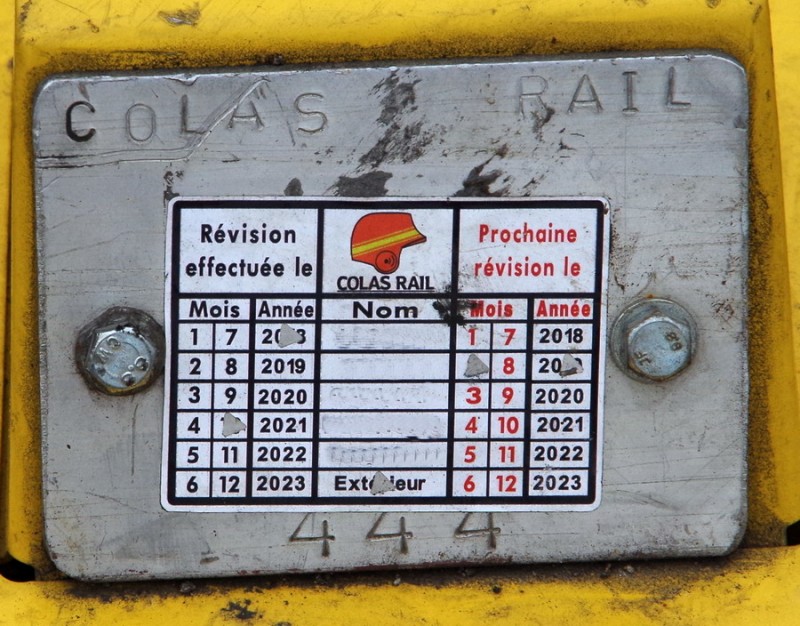 COLAS RAIL
Révision effectuée le
COLAS RAIL
Prochaine révision le
Mois Année Nom Mois Année
1 7 1 7 2018
2 8 2019 8
3 9 2020 3 9 2020
4 2021 4 10 2021
5 11 2022 5 11 2022
6 12 2023 6 12 2023
444